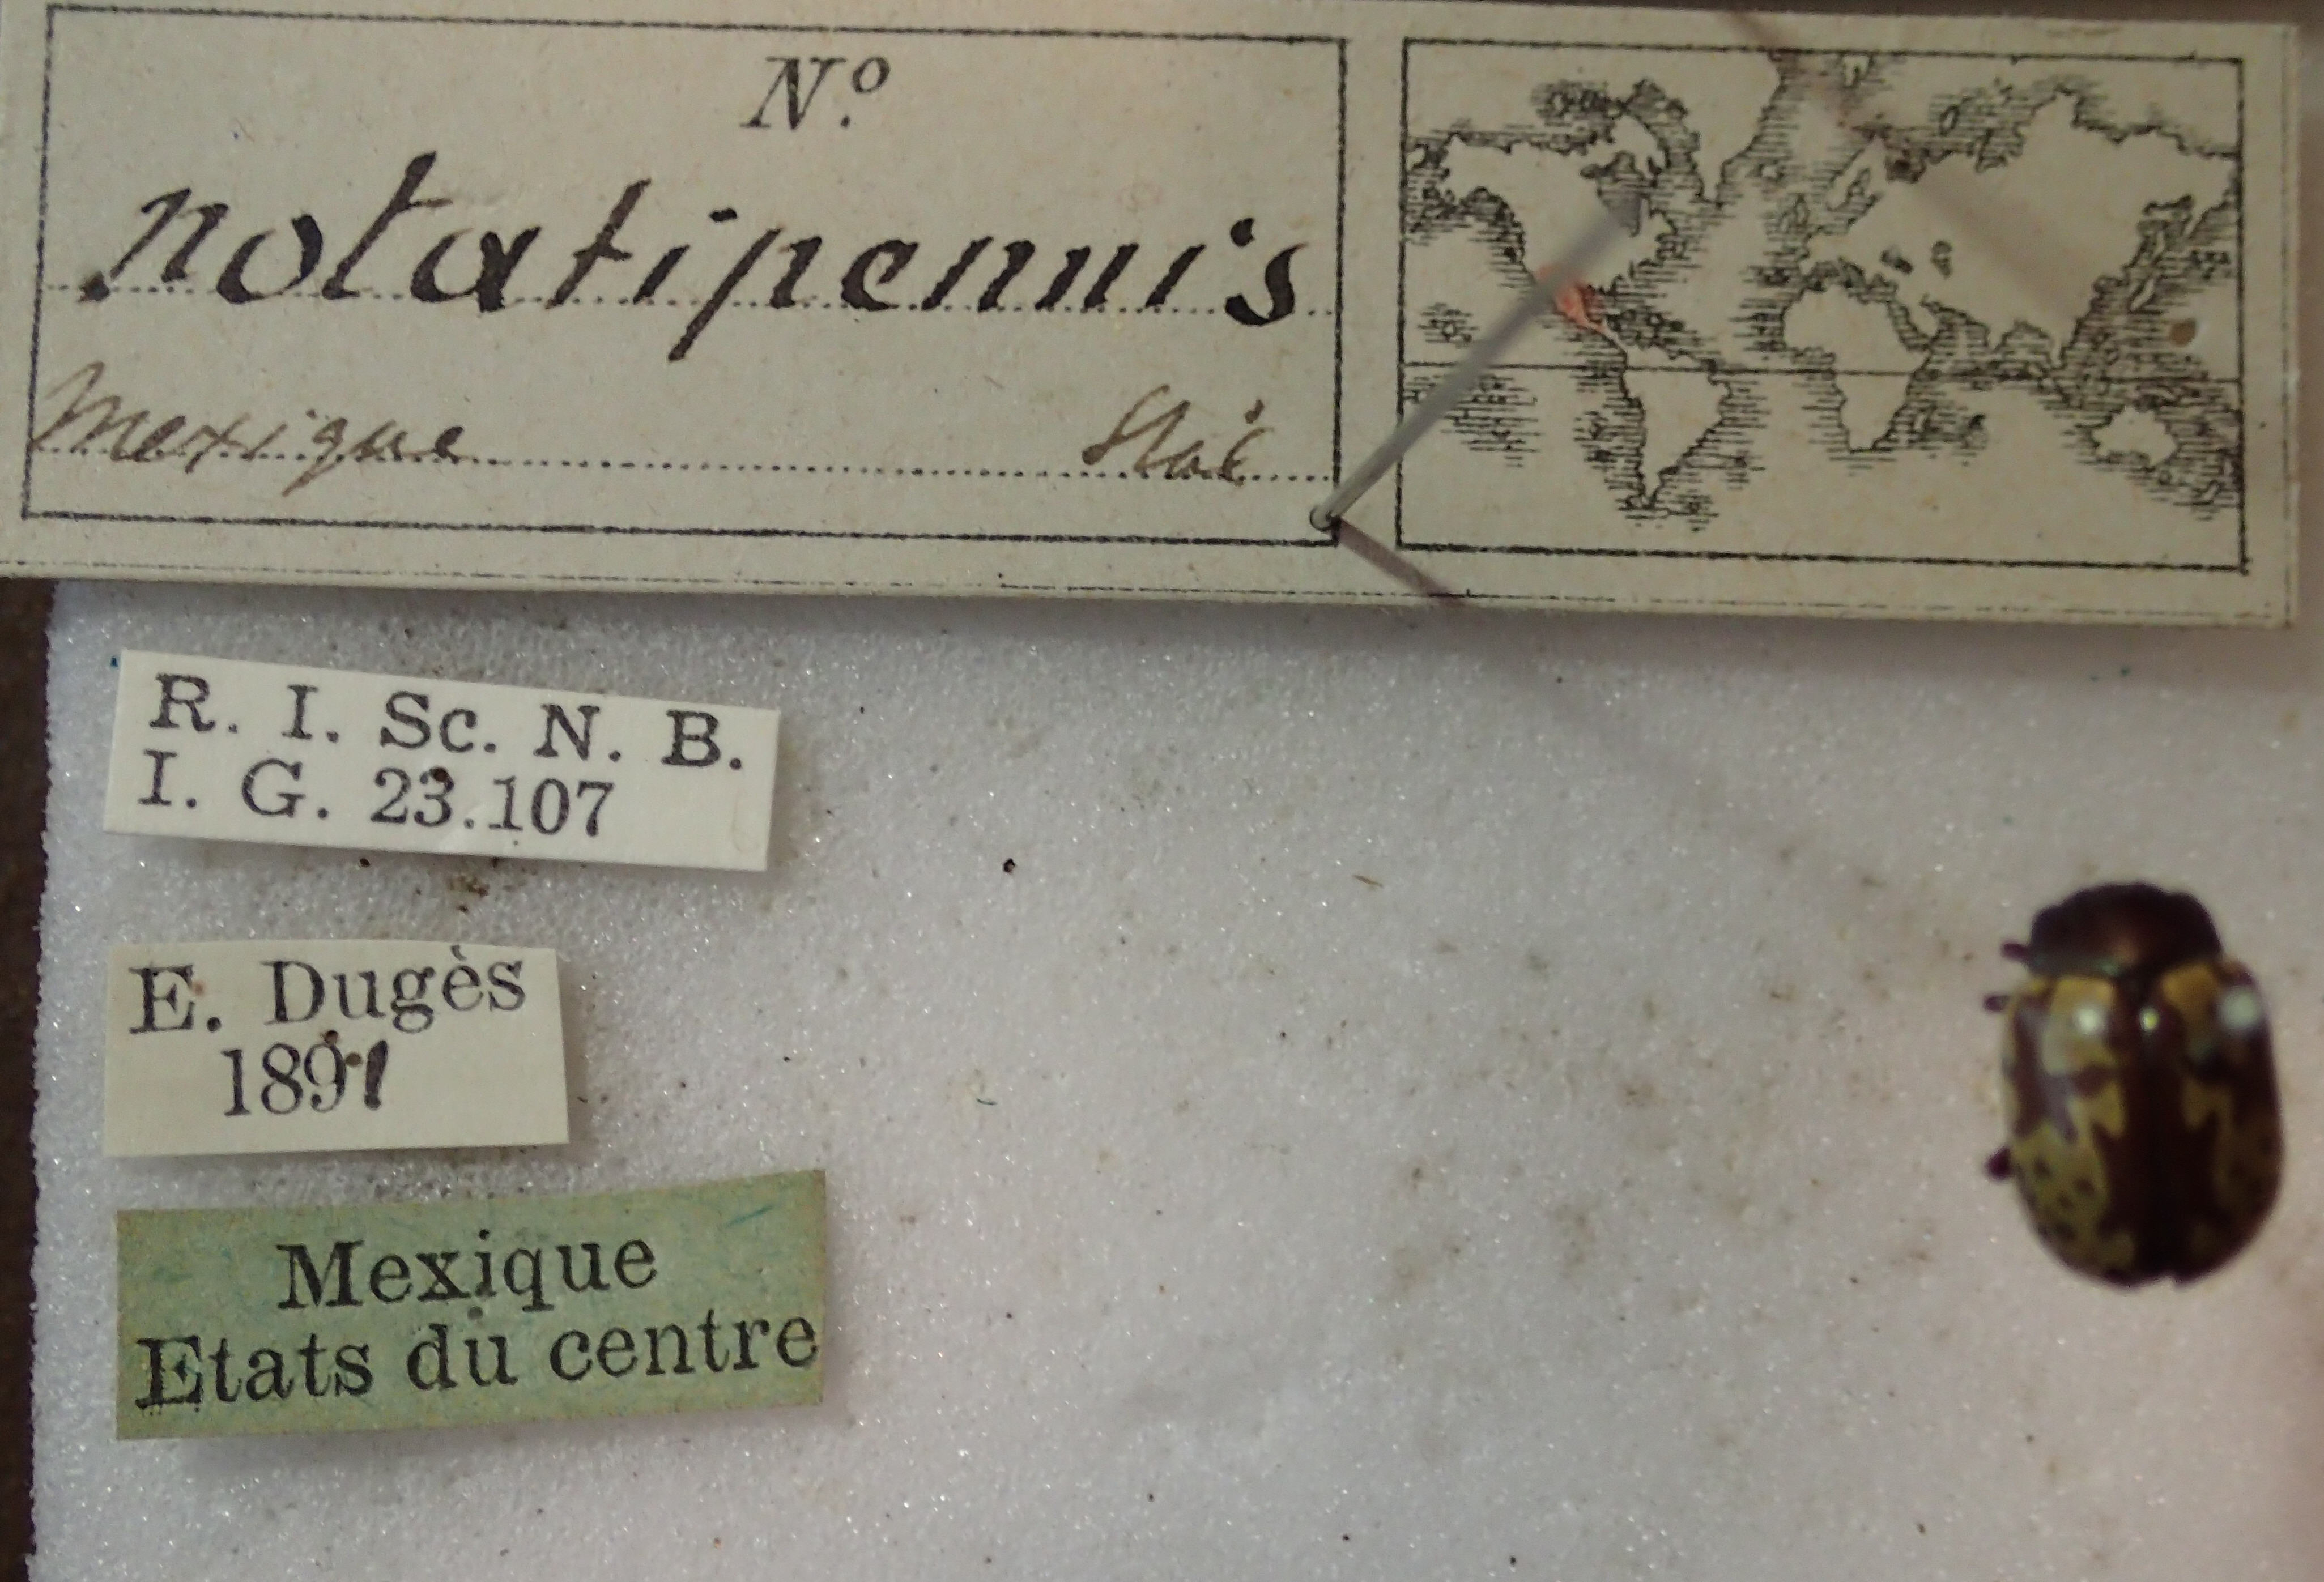 N.º
notatipennis
Mexique Stål
R. I. Sc. N. B.
I. G. 23.107
E. Dugès
1891
Mexique
Etats du centre